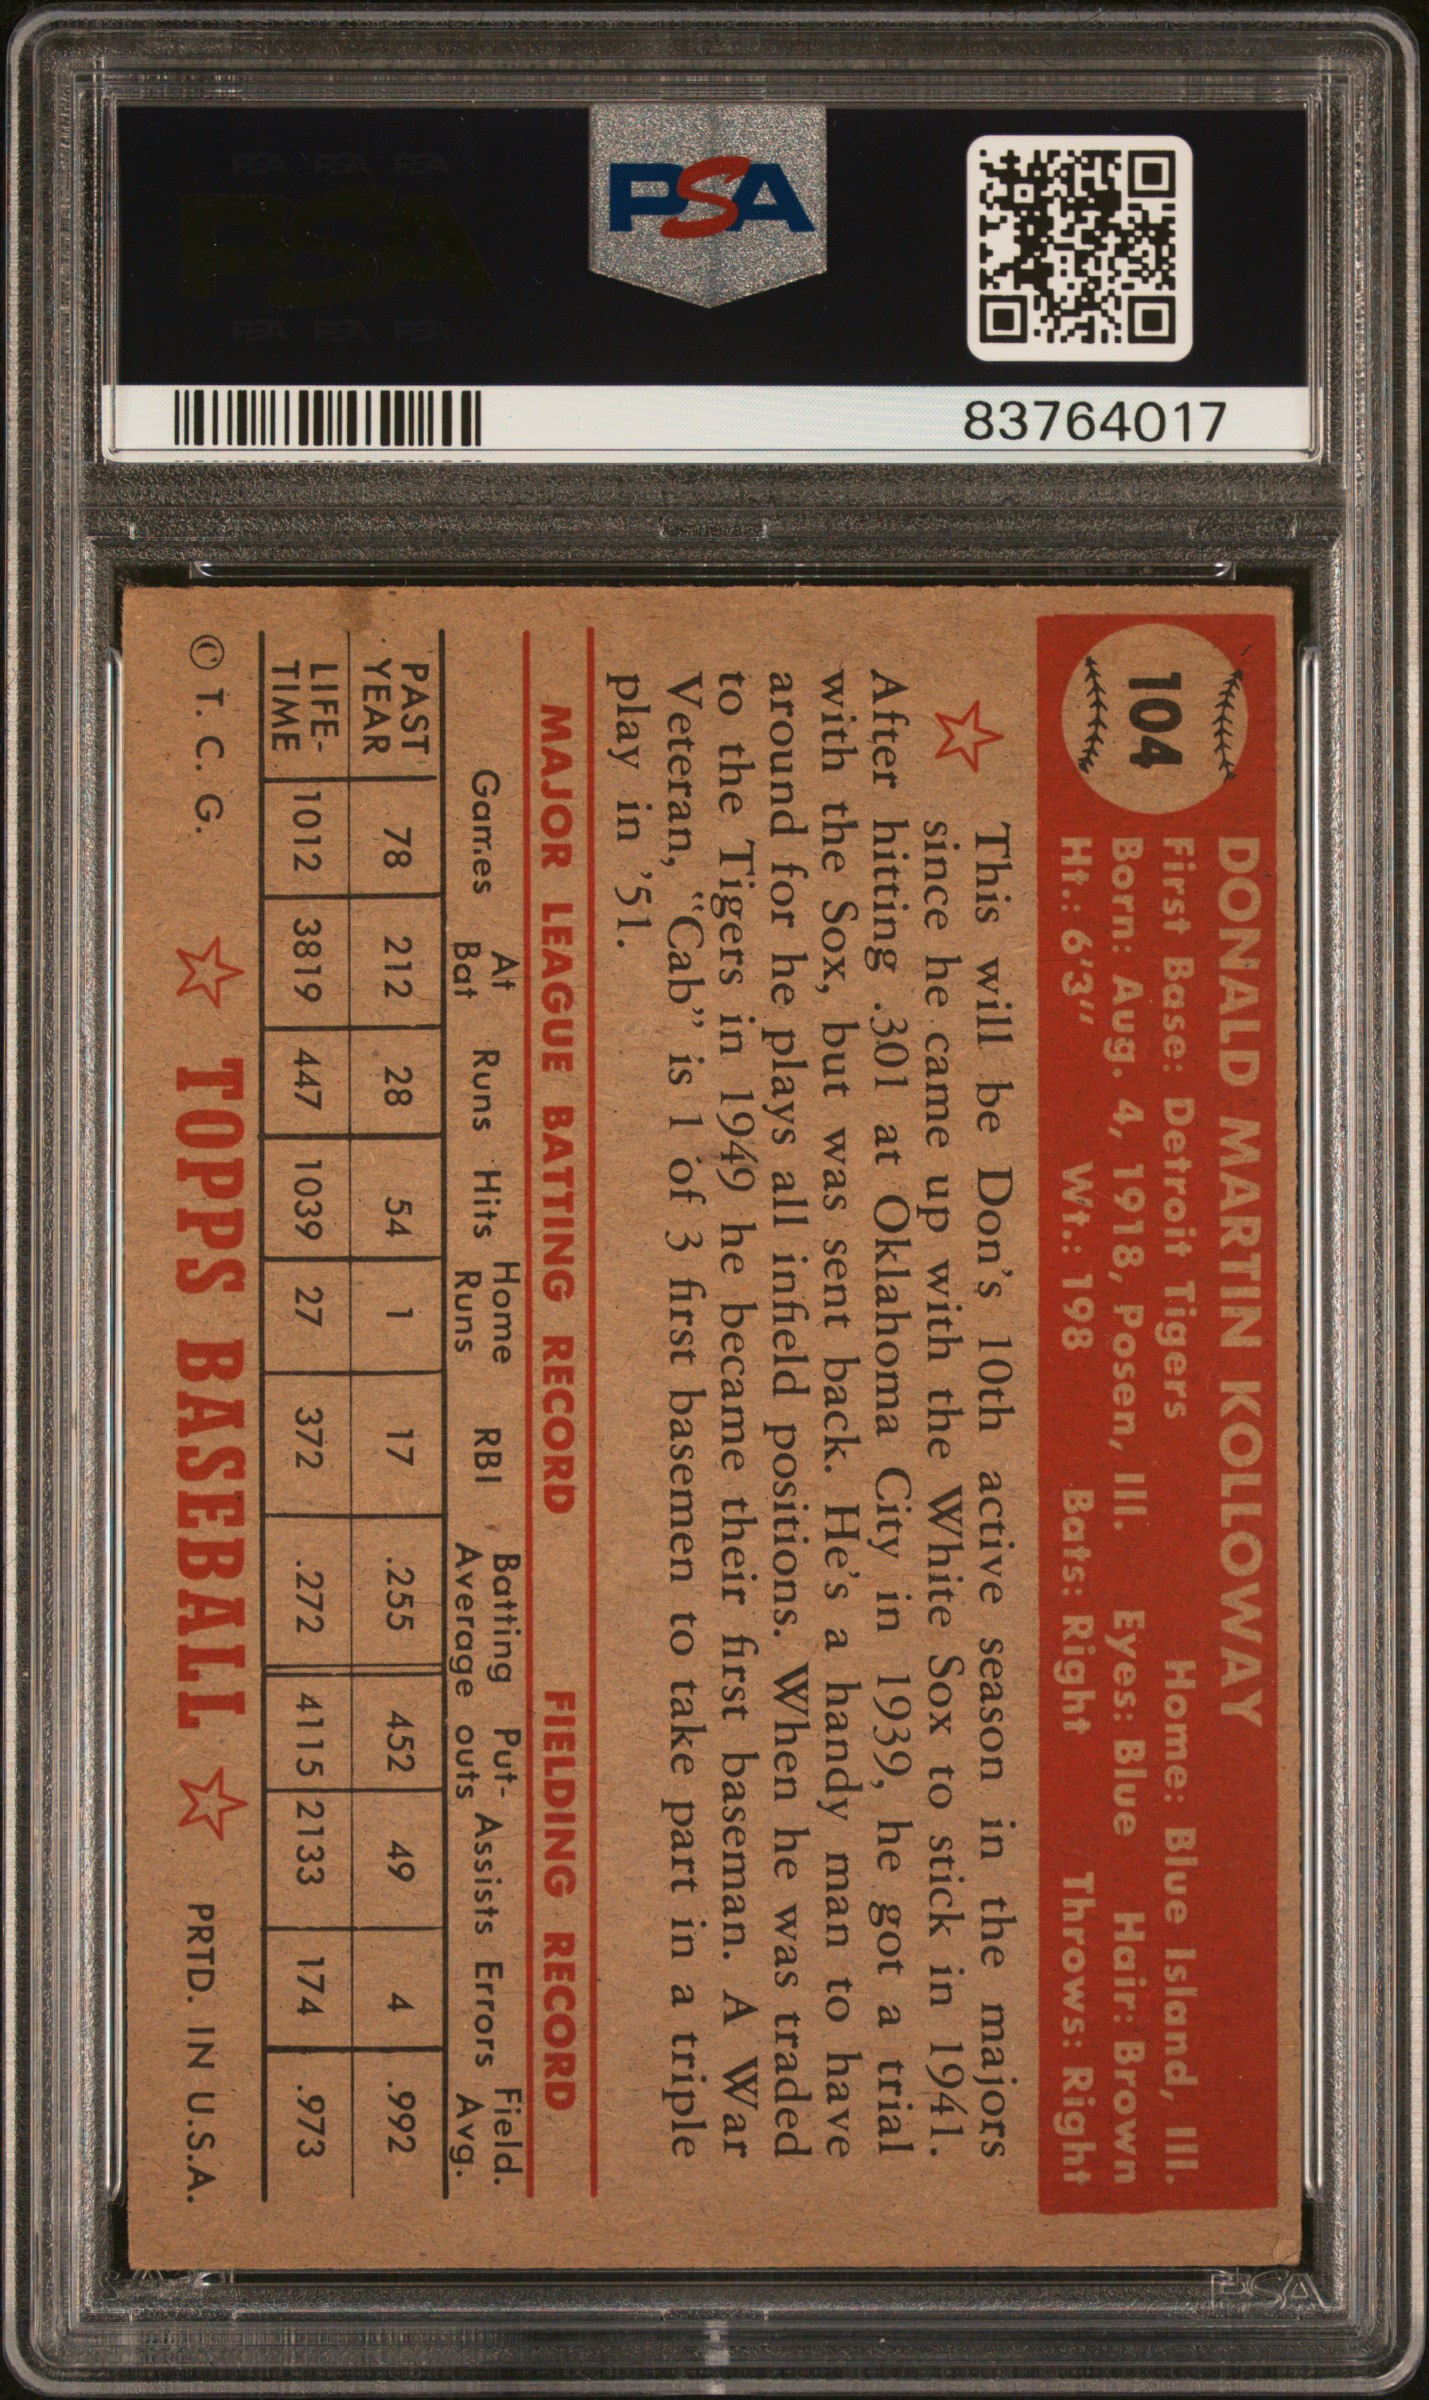 PSA
PSA PSA PSA
PSA
PSA PSA PSA
83764017
104
DONALD MARTIN KOLLOWAY
First Base: Detroit Tigers Home: Blue Island, Ill.
Born: Aug. 4, 1918, Posen, Ill. Eyes: Blue Hair: Brown
Ht.: 6'3" Wt.: 198 Bats: Right Throws: Right
This will be Don's 10th active season in the majors
since he came up with the White Sox to stick in 1941.
After hitting .301 at Oklahoma City in 1939, he got a trial
with the Sox, but was sent back. He's a handy man to have
around for he plays all infield positions. When he was traded
to the Tigers in 1949 he became their first baseman. A War
Veteran, "Cab" is 1 of 3 first basemen to take part in a triple
play in '51.
MAJOR LEAGUE BATTING RECORD FIELDING RECORD
Games At Bat Runs Hits Home Runs RBI Batting Average Put-outs Assists Errors Field. Avg.
PAST YEAR 78 212 28 54 1 17 .255 452 49 4 .992
LIFE-TIME 1012 3819 447 1039 27 372 .272 4115 2133 174 .973
© T. C. G. TOPPS BASEBALL PRTD. IN U.S.A.
PSA